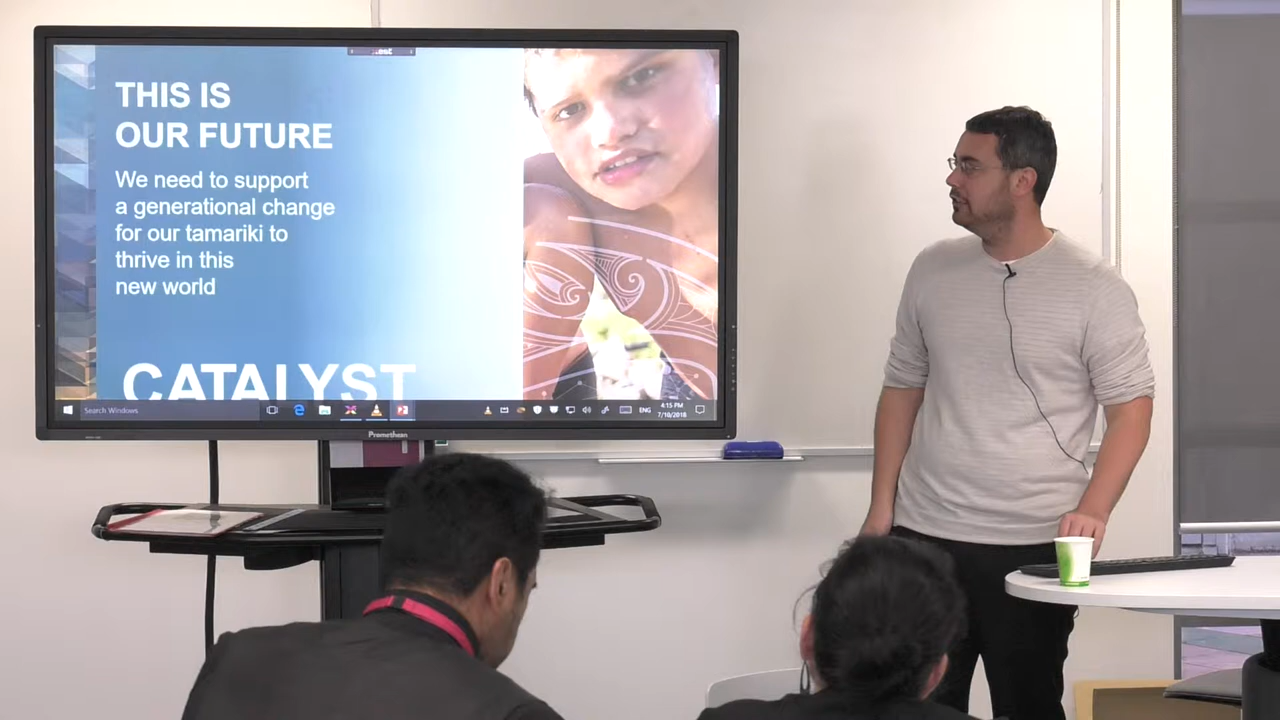 THIS IS
OUR FUTURE
We need to support
a generational change
for our tamariki to
thrive in this
new world
CATALYST
Search Windows
ENG
4:15 PM
7/10/2018
Promethean